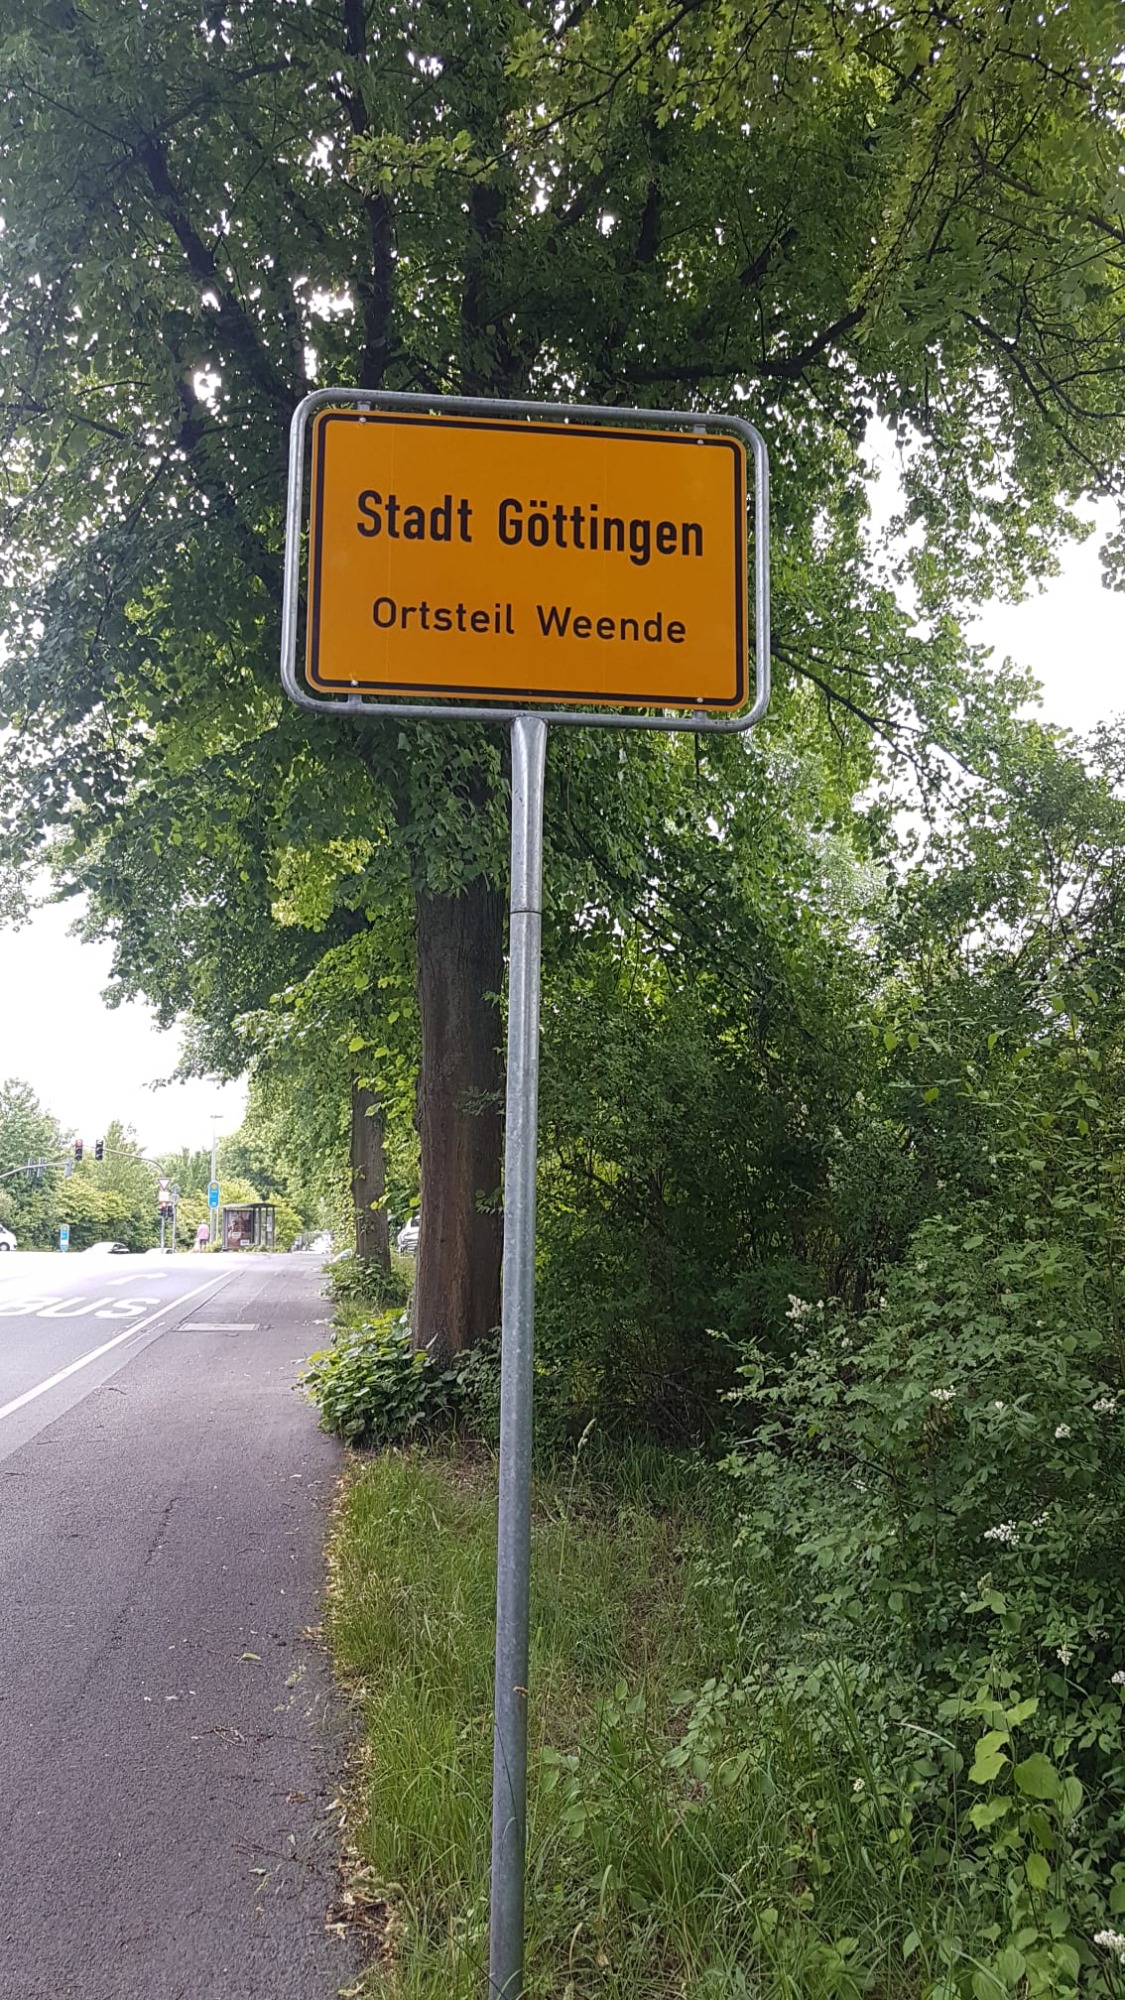 Stadt Göttingen
Ortsteil Weende
BUS